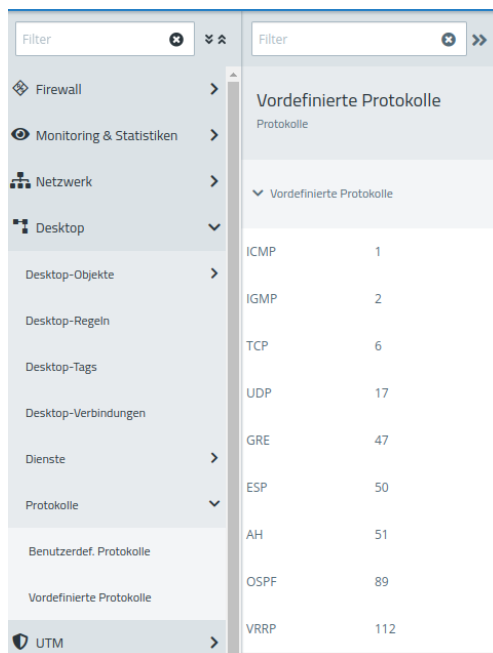 Filter
Firewall
Monitoring & Statistiken
Netzwerk
Desktop
Desktop-Objekte
Desktop-Regeln
Desktop-Tags
Desktop-Verbindungen
Dienste
Protokolle
Benutzerdef. Protokolle
Vordefinierte Protokolle
UTM
Filter
Vordefinierte Protokolle
Protokolle
Vordefinierte Protokolle
ICMP 1
IGMP 2
TCP 6
UDP 17
GRE 47
ESP 50
AH 51
OSPF 89
VRRP 112